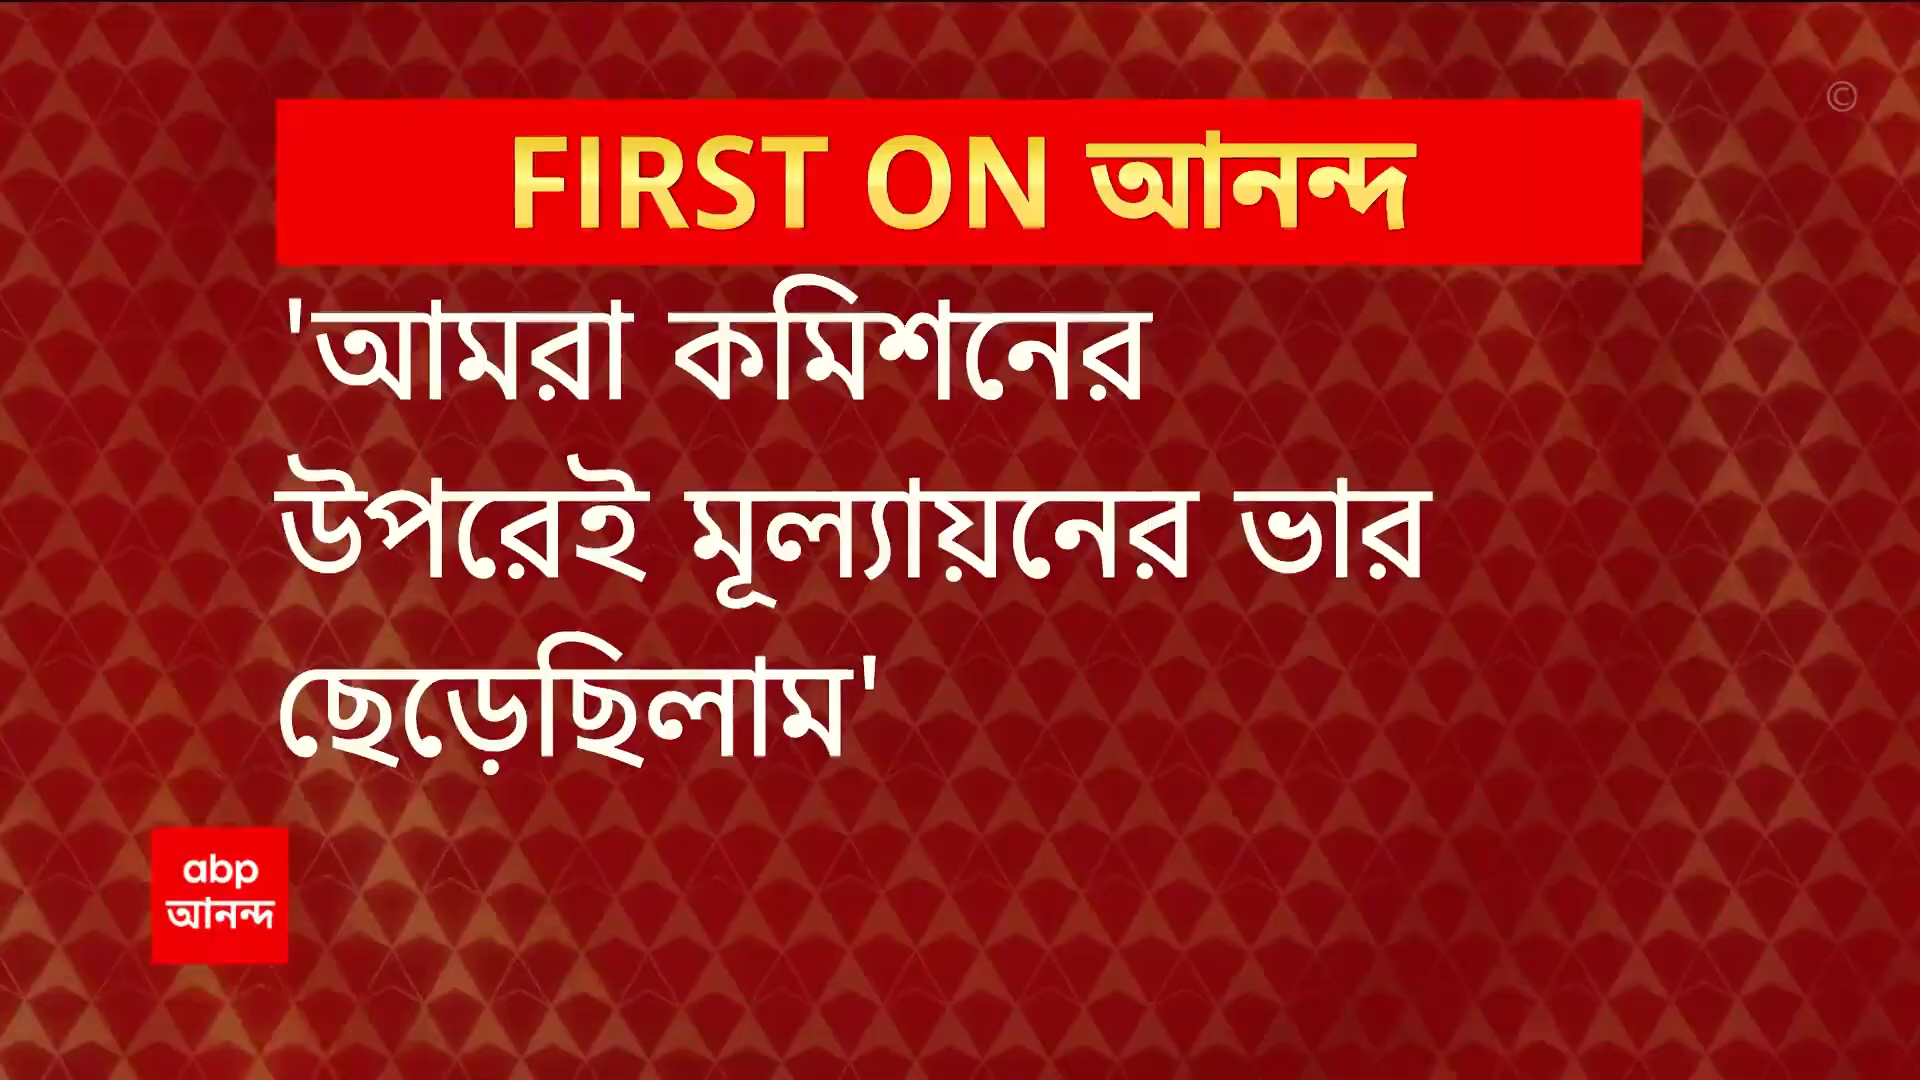 ©
FIRST ON আনন্দ
'আমরা কমিশনের
উপরেই মূল্যায়নের ভার
ছেড়েছিলাম'
abp
আনন্দ